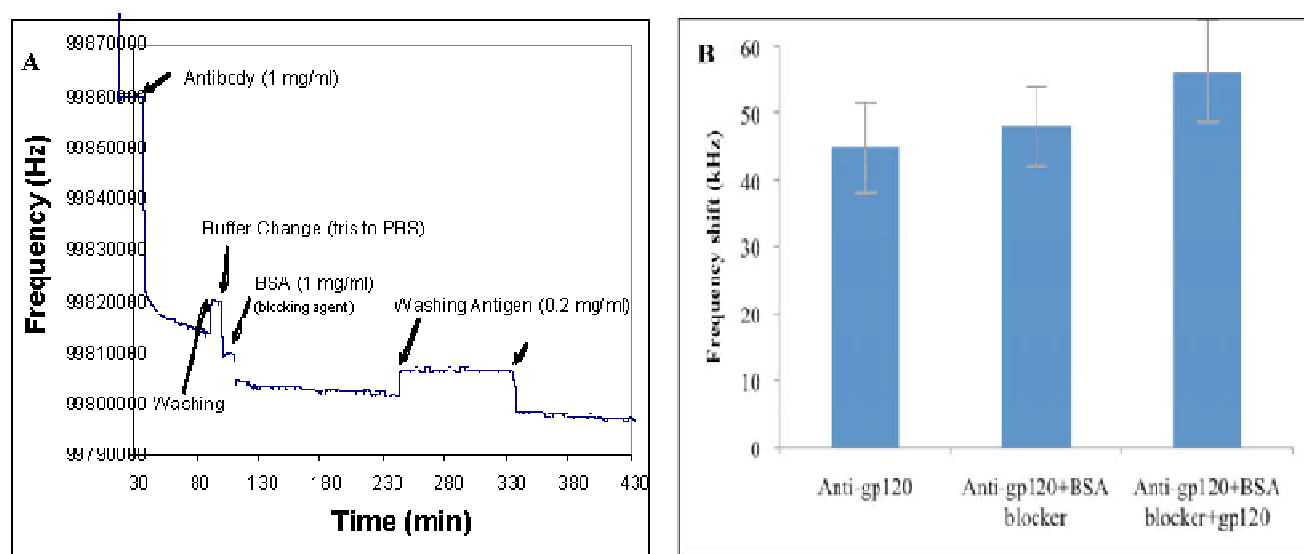 A
Frequency (Hz)
99870000
99860000
99850000
99840000
99830000
99820000
99810000
99800000
99790000
Antibody (1 mg/ml)
Buffer Change (tris to PBS)
BSA (1 mg/ml)
(blocking agent)
Washing Antigen (0.2 mg/ml)
Washing
30 80 130 180 230 280 330 380 430
Time (min)
B
Frequency shift (kHz)
60
50
40
30
20
10
0
Anti-gp120
Anti-gp120+BSA
blocker
Anti-gp120+BSA
blocker+gp120